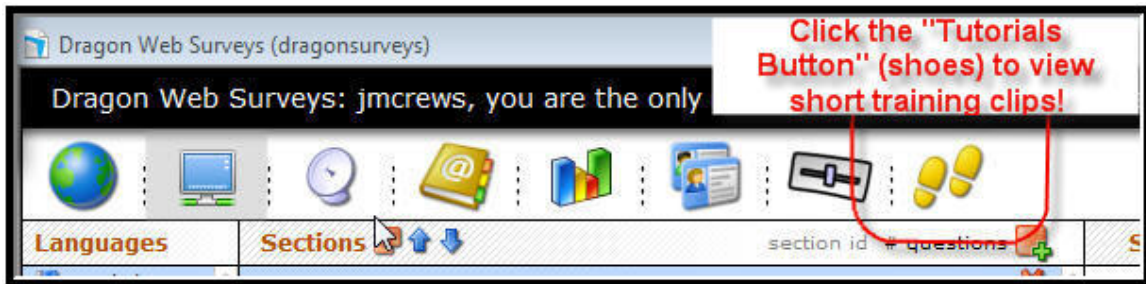 Dragon Web Surveys (dragonsurveys)
Click the "Tutorials
Button" (shoes) to view
short training clips!
Dragon Web Surveys: jmcrews, you are the only
Languages
Sections
section id # questions
S